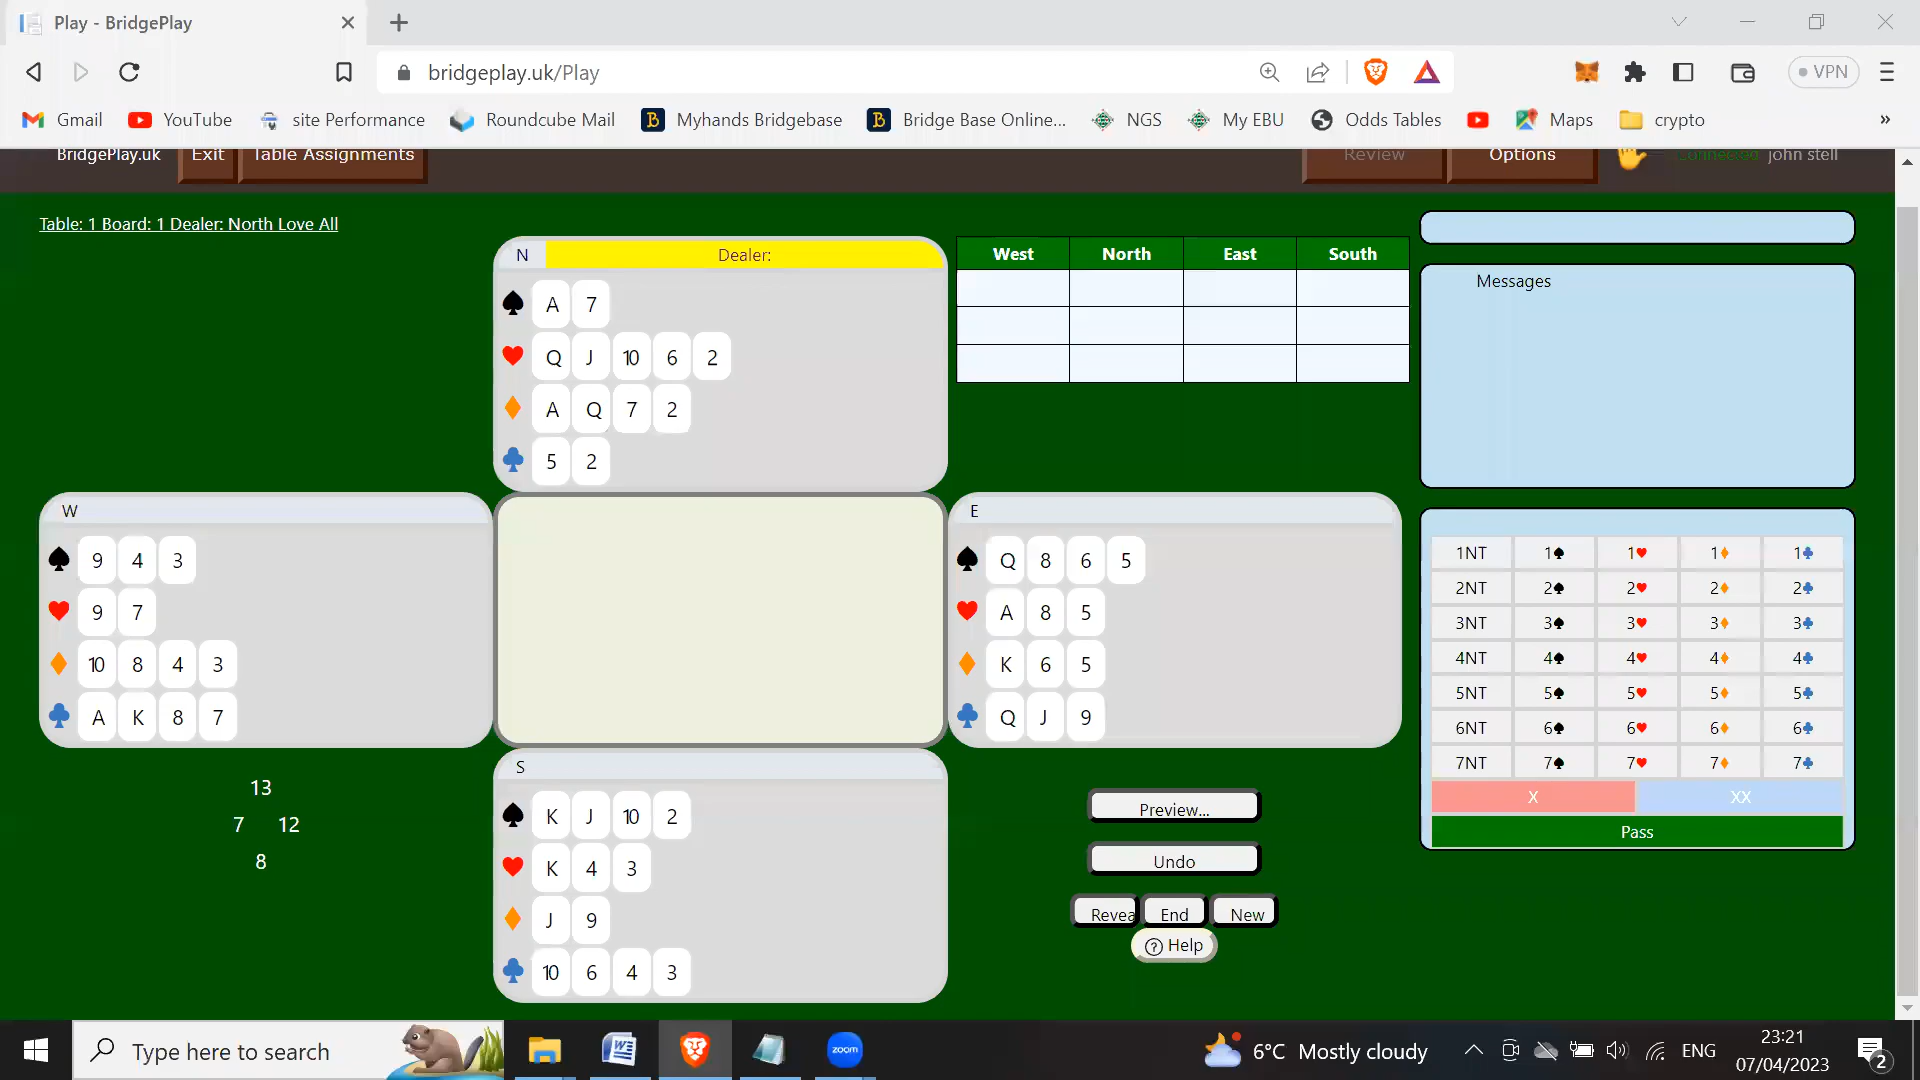 Play - BridgePlay
bridgeplay.uk/Play
VPN
Gmail YouTube site Performance Roundcube Mail Myhands Bridgebase Bridge Base Online... NGS My EBU Odds Tables Maps crypto »
BridgePlay.uk Exit Table Assignments Review Options Connected john stell
Table: 1 Board: 1 Dealer: North Love All
N Dealer:
A 7
Q J 10 6 2
A Q 7 2
5 2
West North East South
Messages
W
9 4 3
9 7
10 8 4 3
A K 8 7
E
Q 8 6 5
A 8 5
K 6 5
Q J 9
1NT 1♠ 1♥ 1♦ 1♣
2NT 2♠ 2♥ 2♦ 2♣
3NT 3♠ 3♥ 3♦ 3♣
4NT 4♠ 4♥ 4♦ 4♣
5NT 5♠ 5♥ 5♦ 5♣
6NT 6♠ 6♥ 6♦ 6♣
7NT 7♠ 7♥ 7♦ 7♣
X XX
Pass
13
7 12
8
S
K J 10 2
K 4 3
J 9
10 6 4 3
Preview...
Undo
Revea End New
? Help
Type here to search
zoom
6°C Mostly cloudy
ENG
23:21
07/04/2023
2